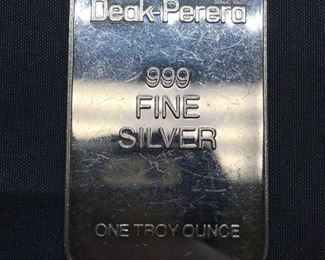 Deak-Perera
999
FINE
SILVER
ONE TROY OUNCE